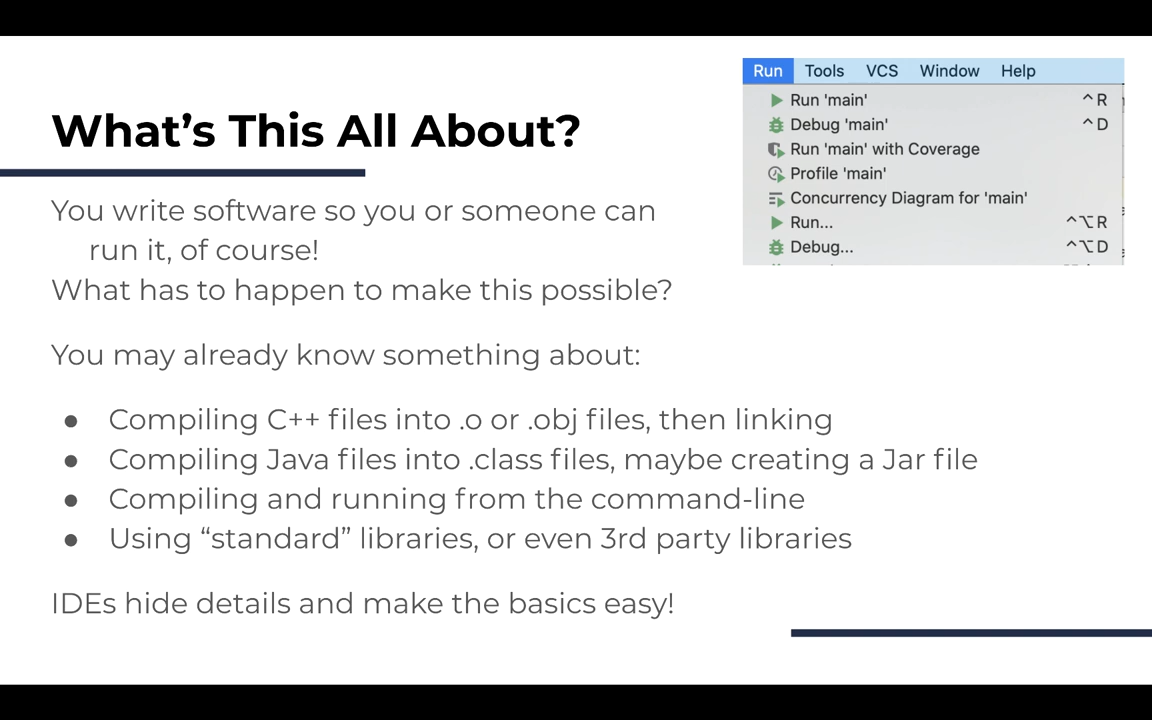 What’s This All About?
You write software so you or someone can
run it, of course!
What has to happen to make this possible?
You may already know something about:
● Compiling C++ files into .o or .obj files, then linking
● Compiling Java files into .class files, maybe creating a Jar file
● Compiling and running from the command-line
● Using “standard” libraries, or even 3rd party libraries
IDEs hide details and make the basics easy!
Run Tools VCS Window Help
Run 'main' ^R
Debug 'main' ^D
Run 'main' with Coverage
Profile 'main'
Concurrency Diagram for 'main'
Run... ^⌥R
Debug... ^⌥D